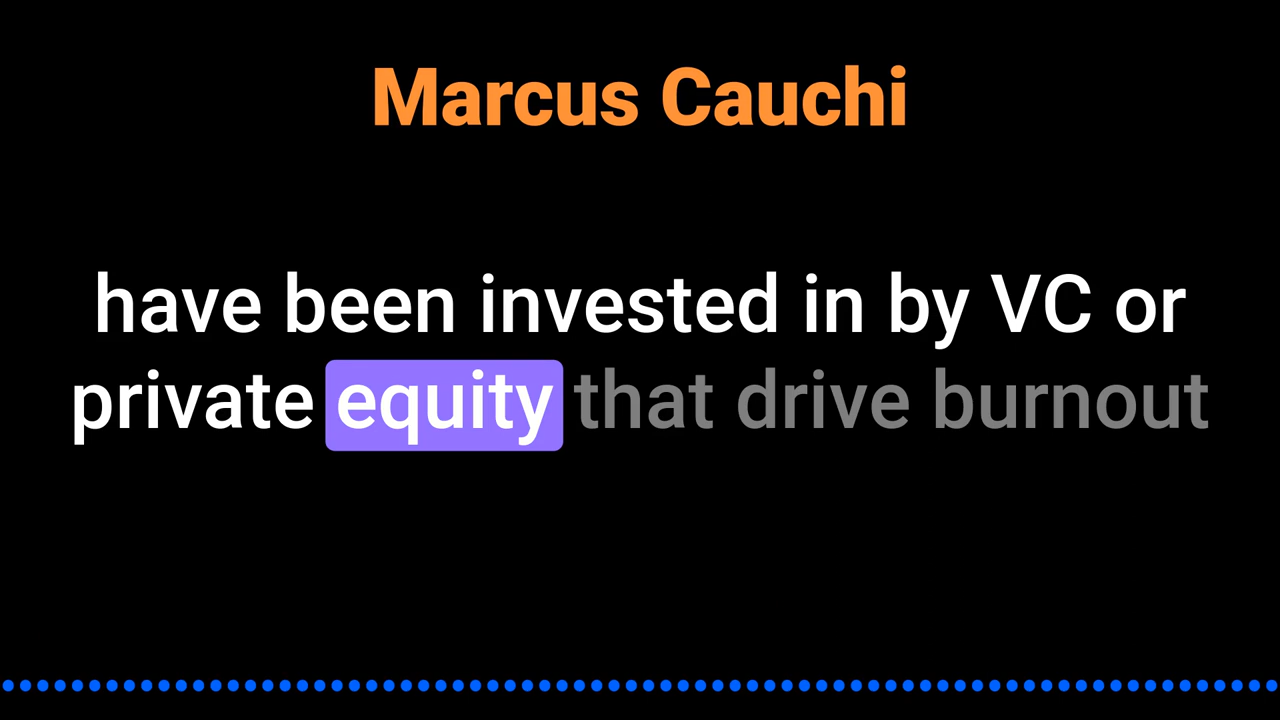 Marcus Cauchi
have been invested in by VC or
private equity that drive burnout